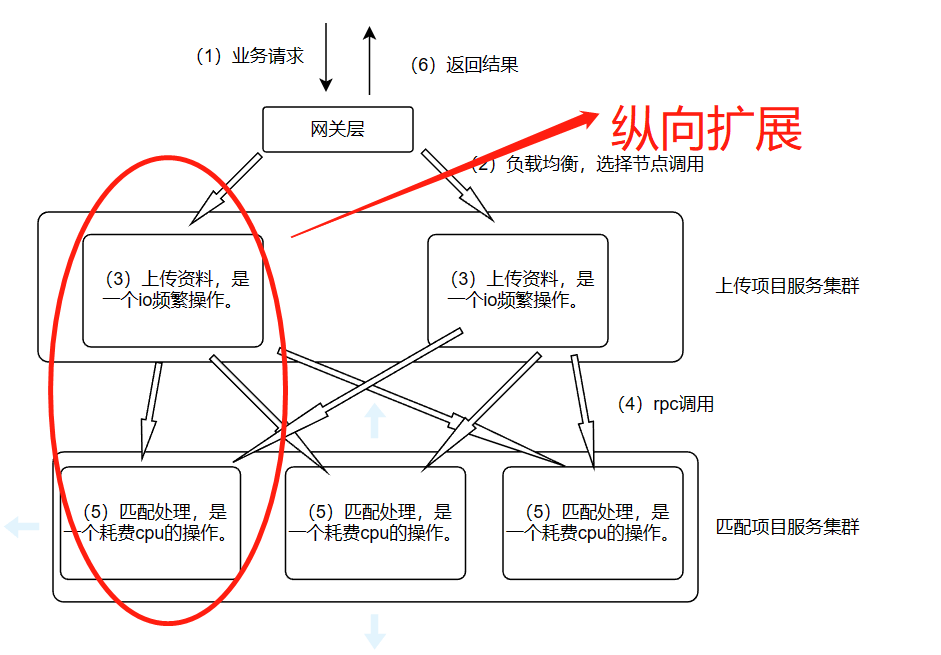 （1）业务请求
（6）返回结果
网关层
纵向扩展
（2）负载均衡，选择节点调用
（3）上传资料，是
一个io频繁操作。
（3）上传资料，是
一个io频繁操作。
上传项目服务集群
（4）rpc调用
（5）匹配处理，是
一个耗费cpu的操作。
（5）匹配处理，是
一个耗费cpu的操作。
（5）匹配处理，是
一个耗费cpu的操作。
匹配项目服务集群